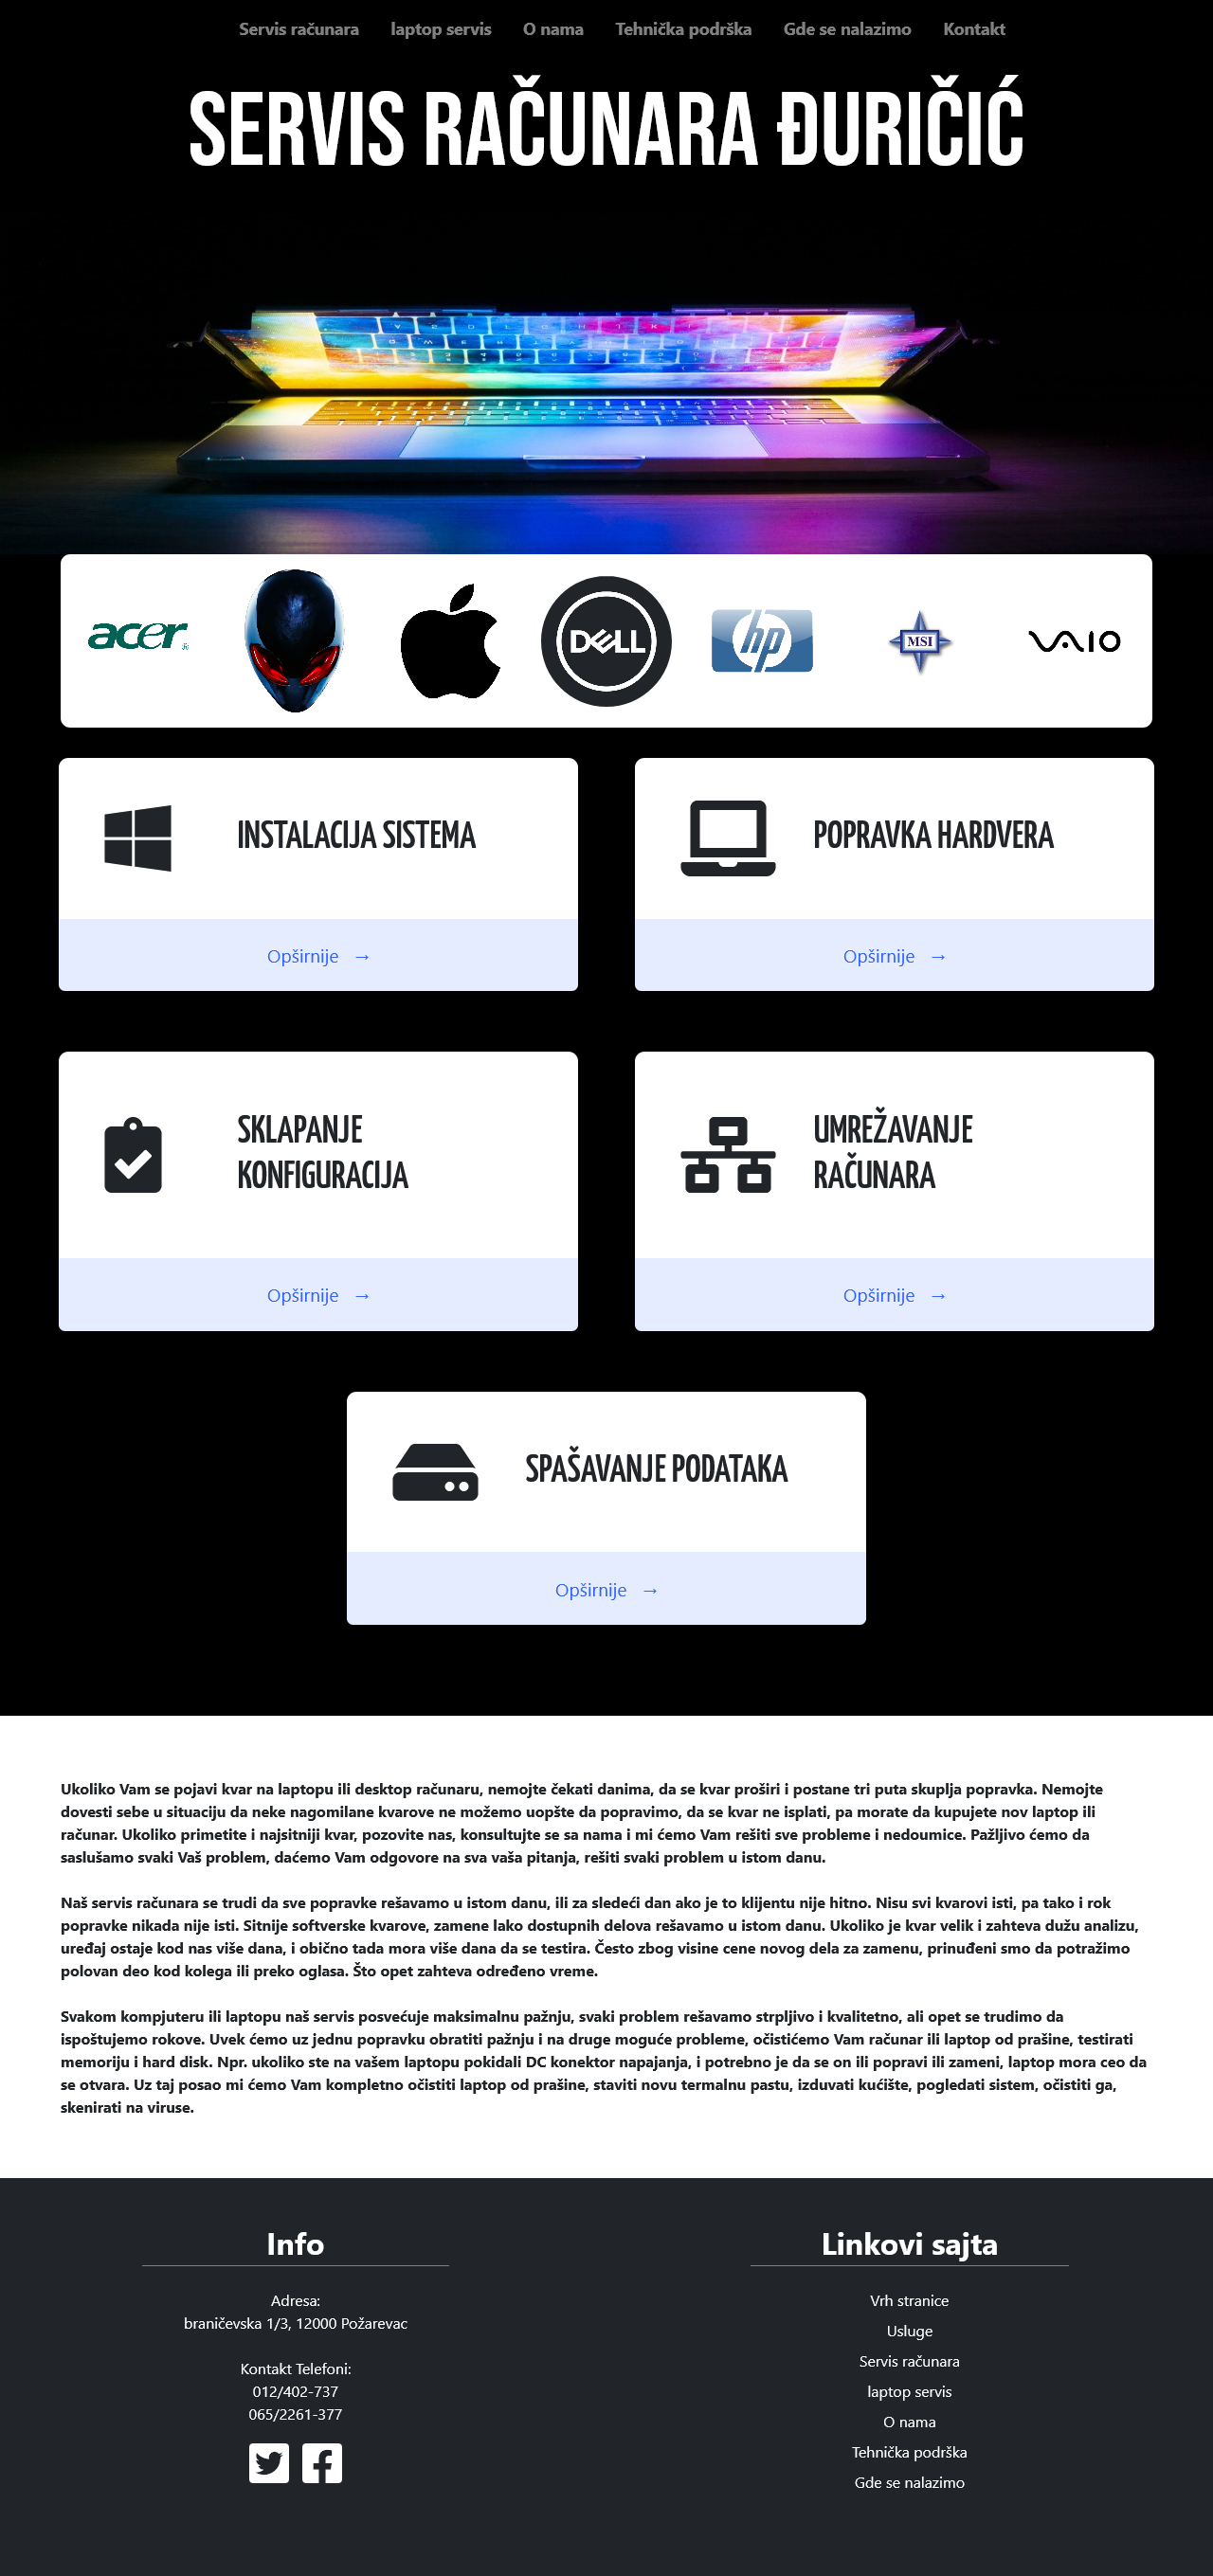 Servis računara laptop servis O nama Tehnička podrška Gde se nalazimo Kontakt
SERVIS RAČUNARA ĐURIČIĆ
acer
DELL
hp
MSI
VAIO
INSTALACIJA SISTEMA
Opširnije →
POPRAVKA HARDVERA
Opširnije →
SKLAPANJE
KONFIGURACIJA
Opširnije →
UMREŽAVANJE
RAČUNARA
Opširnije →
SPAŠAVANJE PODATAKA
Opširnije →
Ukoliko Vam se pojavi kvar na laptopu ili desktop računaru, nemojte čekati danima, da se kvar proširi i postane tri puta skuplja popravka. Nemojte
dovesti sebe u situaciju da neke nagomilane kvarove ne možemo uopšte da popravimo, da se kvar ne isplati, pa morate da kupujete nov laptop ili
računar. Ukoliko primetite i najsitniji kvar, pozovite nas, konsultujte se sa nama i mi ćemo Vam rešiti sve probleme i nedoumice. Pažljivo ćemo da
saslušamo svaki Vaš problem, daćemo Vam odgovore na sva vaša pitanja, rešiti svaki problem u istom danu.
Naš servis računara se trudi da sve popravke rešavamo u istom danu, ili za sledeći dan ako je to klijentu nije hitno. Nisu svi kvarovi isti, pa tako i rok
popravke nikada nije isti. Sitnije softverske kvarove, zamene lako dostupnih delova rešavamo u istom danu. Ukoliko je kvar velik i zahteva dužu analizu,
uređaj ostaje kod nas više dana, i obično tada mora više dana da se testira. Često zbog visine cene novog dela za zamenu, prinuđeni smo da potražimo
polovan deo kod kolega ili preko oglasa. Što opet zahteva određeno vreme.
Svakom kompjuteru ili laptopu naš servis posvećuje maksimalnu pažnju, svaki problem rešavamo strpljivo i kvalitetno, ali opet se trudimo da
ispoštujemo rokove. Uvek ćemo uz jednu popravku obratiti pažnju i na druge moguće probleme, očistićemo Vam računar ili laptop od prašine, testirati
memoriju i hard disk. Npr. ukoliko ste na vašem laptopu pokidali DC konektor napajanja, i potrebno je da se on ili popravi ili zameni, laptop mora ceo da
se otvara. Uz taj posao mi ćemo Vam kompletno očistiti laptop od prašine, staviti novu termalnu pastu, izduvati kućište, pogledati sistem, očistiti ga,
skenirati na viruse.
Info
Adresa:
braničevska 1/3, 12000 Požarevac
Kontakt Telefoni:
012/402-737
065/2261-377
Linkovi sajta
Vrh stranice
Usluge
Servis računara
laptop servis
O nama
Tehnička podrška
Gde se nalazimo